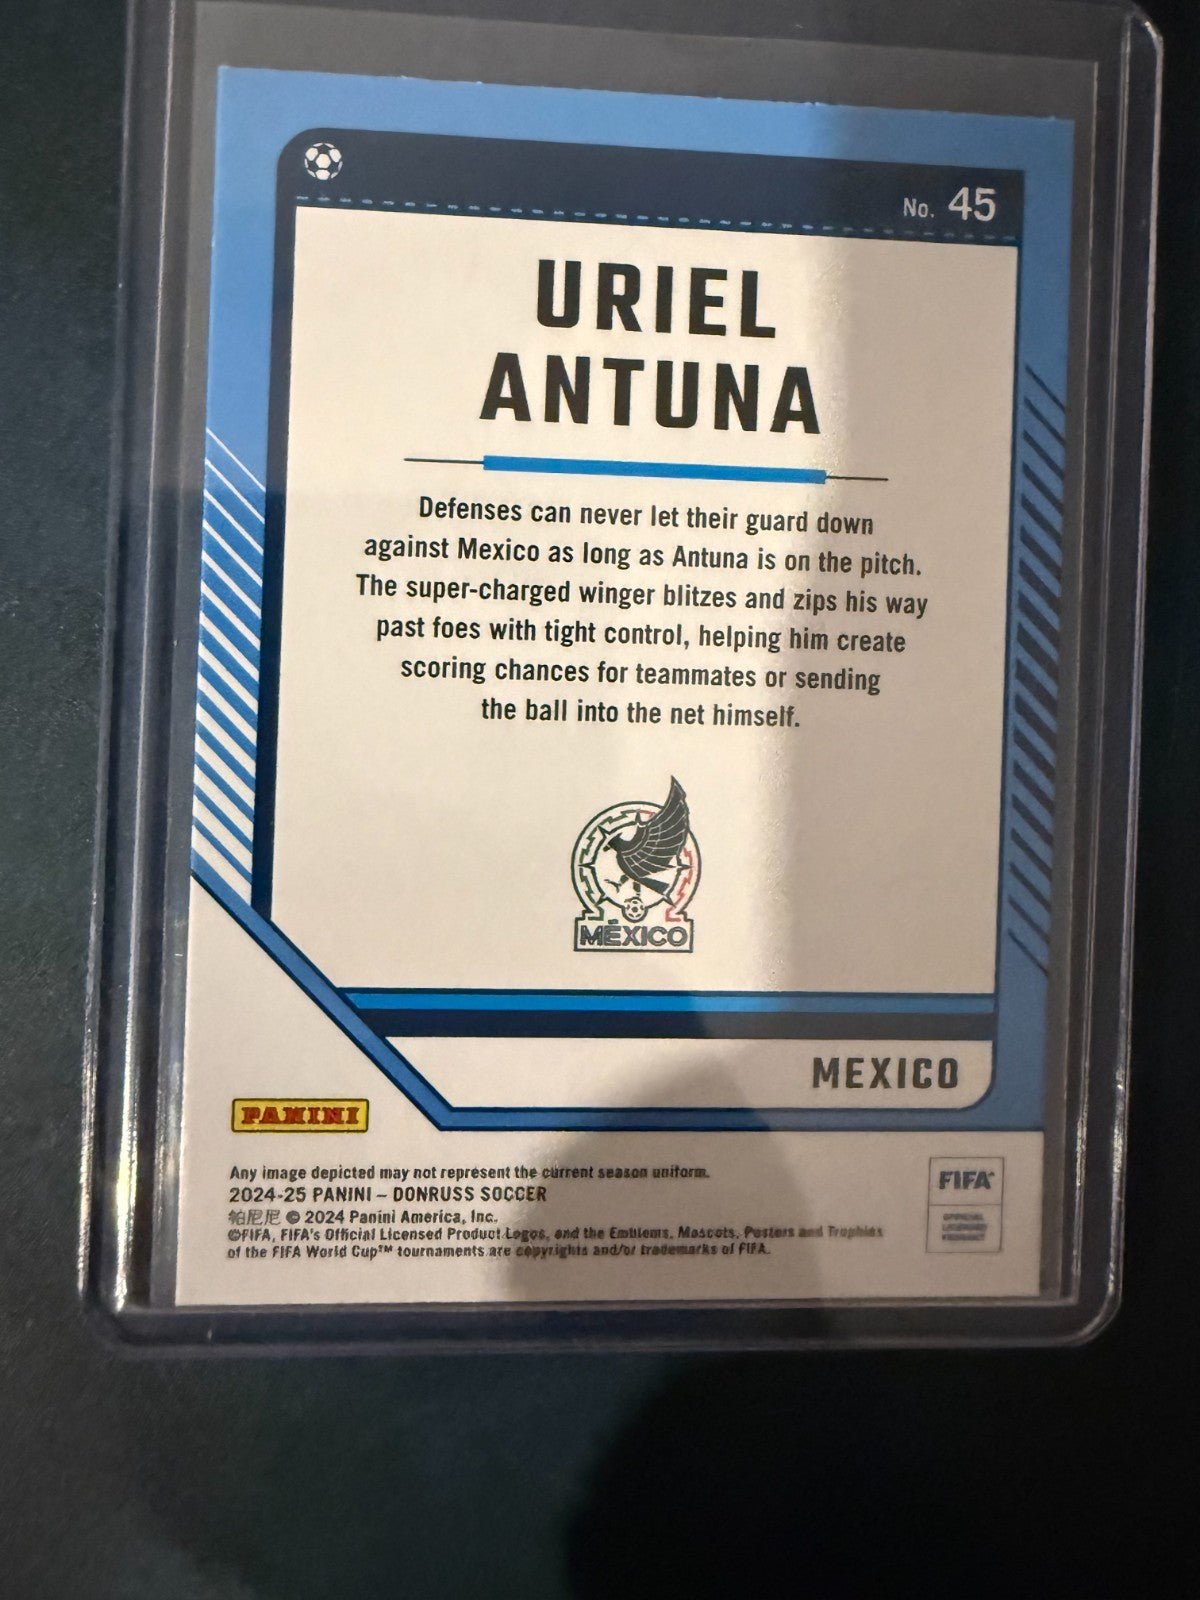 No. 45
URIEL
ANTUNA
Defenses can never let their guard down
against Mexico as long as Antuna is on the pitch.
The super-charged winger blitzes and zips his way
past foes with tight control, helping him create
scoring chances for teammates or sending
the ball into the net himself.
MÉXICO
MEXICO
PANINI
Any image depicted may not represent the current season uniform.
2024-25 PANINI – DONRUSS SOCCER
帕尼尼 © 2024 Panini America, Inc.
©FIFA, FIFA's Official Licensed Product Logos, and the Emblems, Mascots, Posters and Trophies
of the FIFA World Cup™ tournaments are copyrights and/or trademarks of FIFA.
FIFA
OFFICIAL
LICENSED
PRODUCT